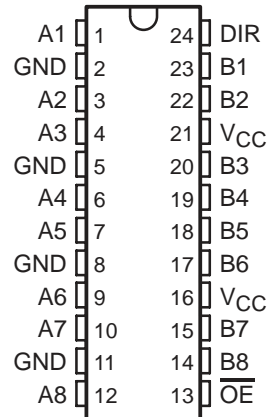 A1 1 24 DIR
GND 2 23 B1
A2 3 22 B2
A3 4 21 VCC
GND 5 20 B3
A4 6 19 B4
A5 7 18 B5
GND 8 17 B6
A6 9 16 VCC
A7 10 15 B7
GND 11 14 B8
A8 12 13 O̅E̅